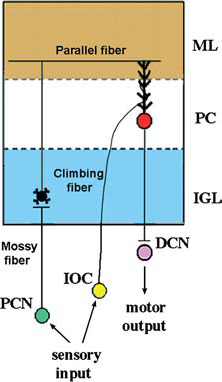 ML
Parallel fiber
PC
Climbing
fiber
IGL
Mossy
fiber
DCN
IOC
PCN
motor
output
sensory
input